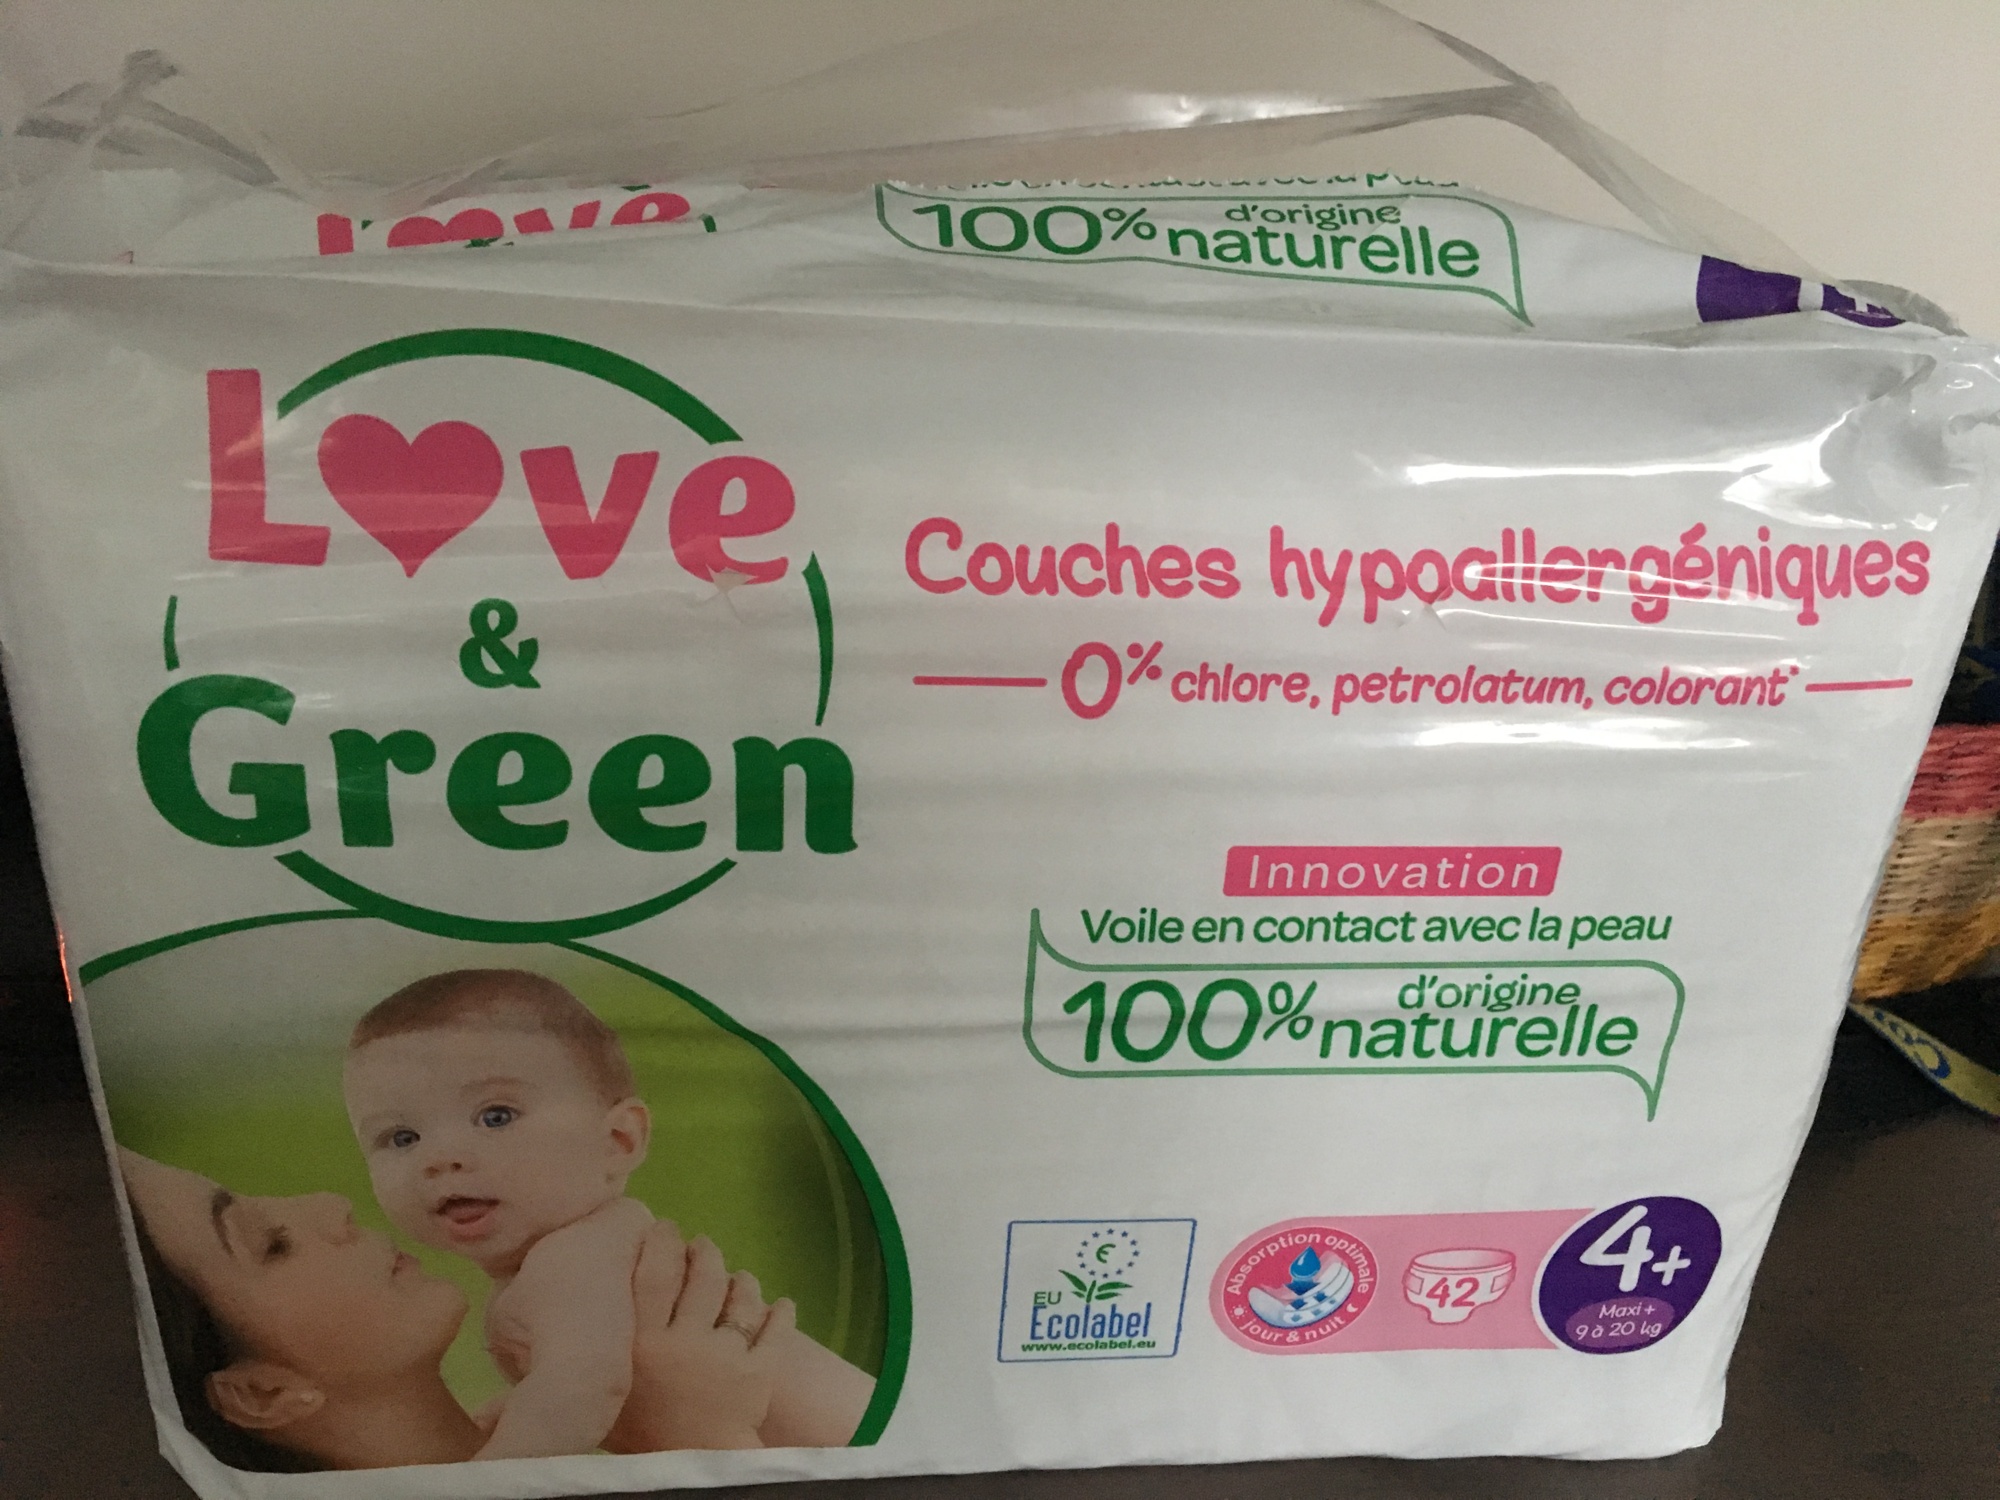 100% d'origine naturelle
Love
&
Green
Couches hypoallergéniques
0% chlore, petrolatum, colorant*
Innovation
Voile en contact avec la peau
100% d'origine naturelle
EU
Ecolabel
www.ecolabel.eu
Absorption optimale
jour & nuit
42
4+
Maxi +
9 à 20 kg